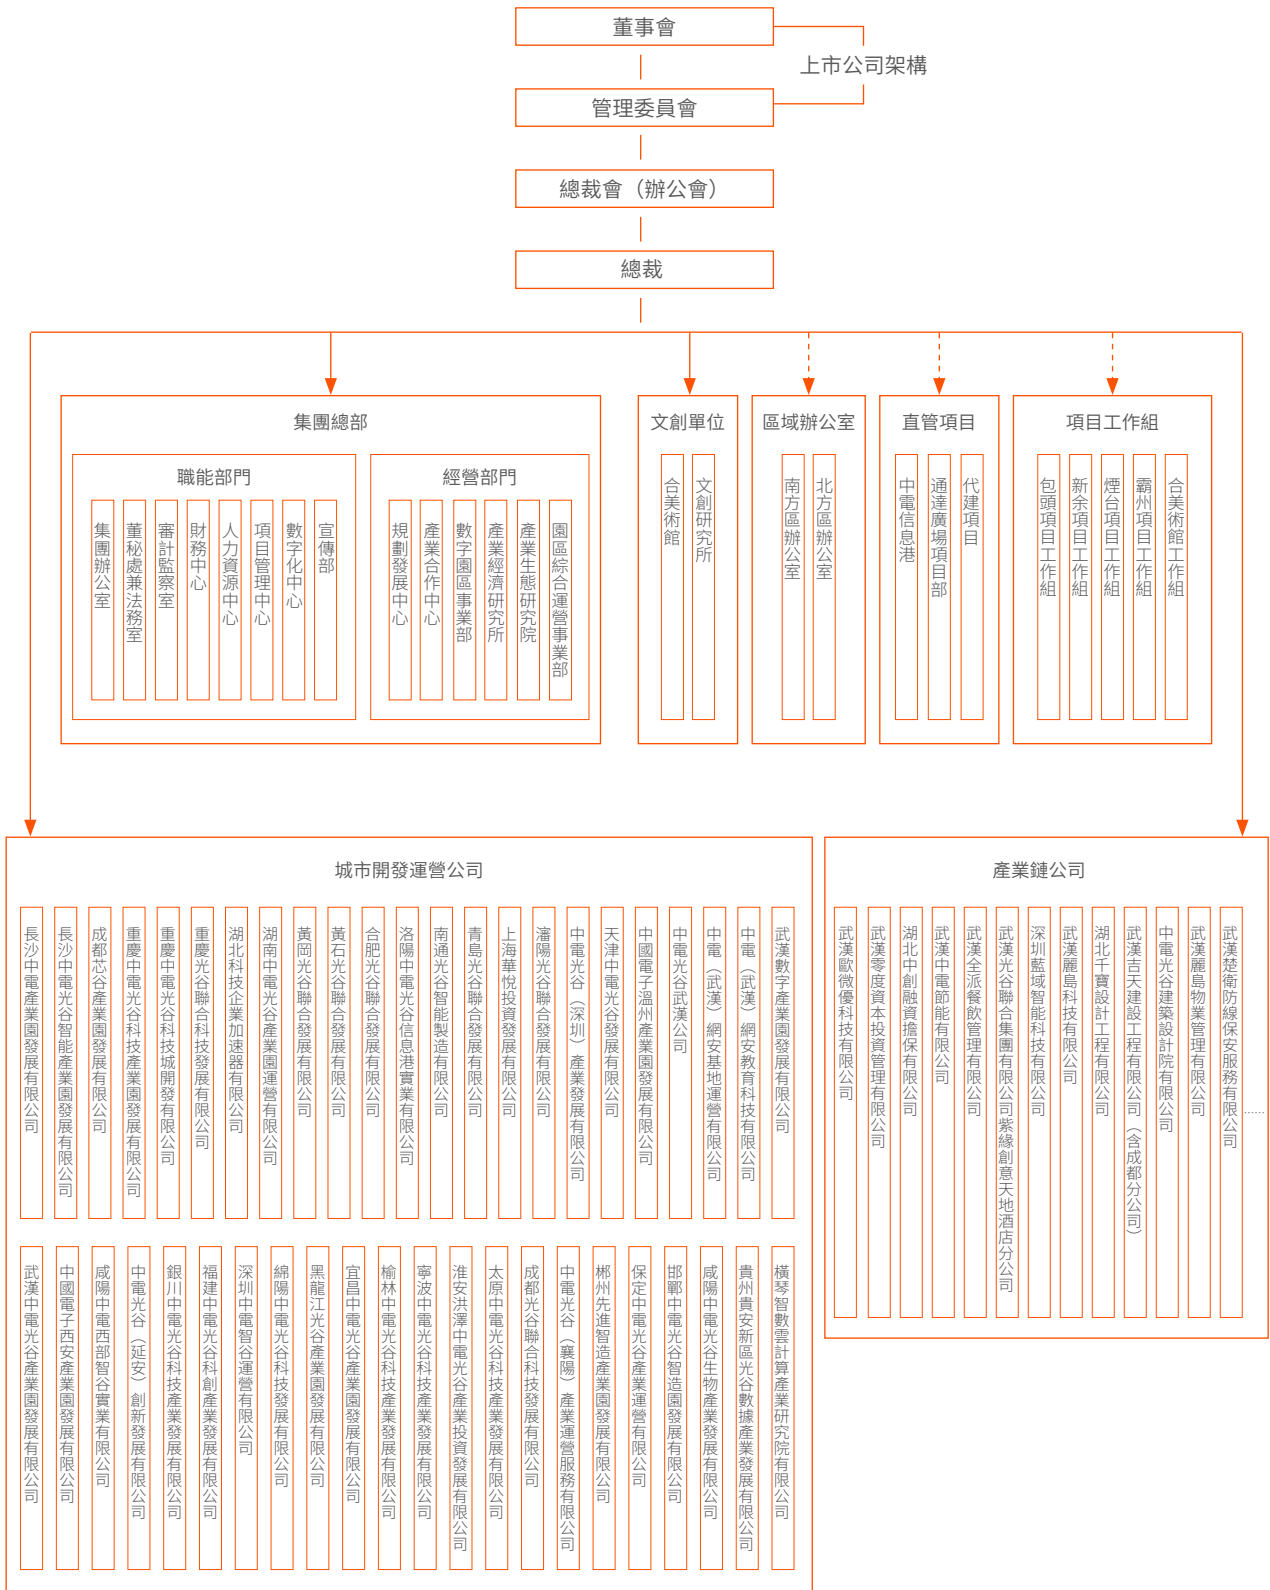 董事會
上市公司架構
管理委員會
總裁會（辦公會）
總裁
集團總部
職能部門
集團辦公室
董秘處兼法務室
審計監察室
財務中心
人力資源中心
項目管理中心
數字化中心
宣傳部
經營部門
規劃發展中心
產業合作中心
數字園區事業部
產業經濟研究所
產業生態研究院
園區綜合運營事業部
文創單位
合美術館
文創研究所
區域辦公室
南方區辦公室
北方區辦公室
直管項目
中電信息港
通達廣場項目部
代建項目
項目工作組
包頭項目工作組
新余項目工作組
煙台項目工作組
霸州項目工作組
合美術館工作組
城市開發運營公司
長沙中電產業園發展有限公司
長沙中電光谷智能產業園發展有限公司
成都芯谷產業園發展有限公司
重慶中電光谷科技產業園發展有限公司
重慶中電光谷科技城開發有限公司
重慶光谷聯合科技發展有限公司
湖北科技企業加速器有限公司
湖南中電光谷產業園運營有限公司
黃岡光谷聯合發展有限公司
黃石光谷聯合發展有限公司
合肥光谷聯合發展有限公司
洛陽中電光谷信息港實業有限公司
南通光谷智能製造有限公司
青島光谷聯合發展有限公司
上海華悅投資發展有限公司
瀋陽光谷聯合發展有限公司
中電光谷（深圳）產業發展有限公司
天津中電光谷發展有限公司
中國電子溫州產業園發展有限公司
中電光谷武漢公司
中電（武漢）網安基地運營有限公司
中電（武漢）網安教育科技有限公司
武漢數字產業園發展有限公司
武漢中電光谷產業園發展有限公司
中國電子西安產業園發展有限公司
咸陽中電西部智谷實業有限公司
中電光谷（延安）創新發展有限公司
銀川中電光谷科技產業發展有限公司
福建中電光谷科創產業發展有限公司
深圳中電智谷運營有限公司
綿陽中電光谷科技發展有限公司
黑龍江光谷產業園發展有限公司
宜昌中電光谷產業園發展有限公司
榆林中電光谷科技產業發展有限公司
寧波中電光谷科技產業發展有限公司
淮安洪澤中電光谷產業投資發展有限公司
太原中電光谷科技產業發展有限公司
成都光谷聯合科技發展有限公司
中電光谷（襄陽）產業運營服務有限公司
郴州先進智造產業園發展有限公司
保定中電光谷產業運營有限公司
邯鄲中電光谷智造園發展有限公司
咸陽中電光谷生物產業發展有限公司
貴州貴安新區光谷數據產業發展有限公司
橫琴智數雲計算產業研究院有限公司
產業鏈公司
武漢歐微優科技有限公司
武漢零度資本投資管理有限公司
湖北中創融資擔保有限公司
武漢中電節能有限公司
武漢全派餐飲管理有限公司
武漢光谷聯合集團有限公司紫緣創意天地酒店分公司
深圳藍域智能科技有限公司
武漢麗島科技有限公司
湖北千寶設計工程有限公司
武漢吉天建設工程有限公司（含成都分公司）
中電光谷建築設計院有限公司
武漢麗島物業管理有限公司
武漢楚衛防線保安服務有限公司
……